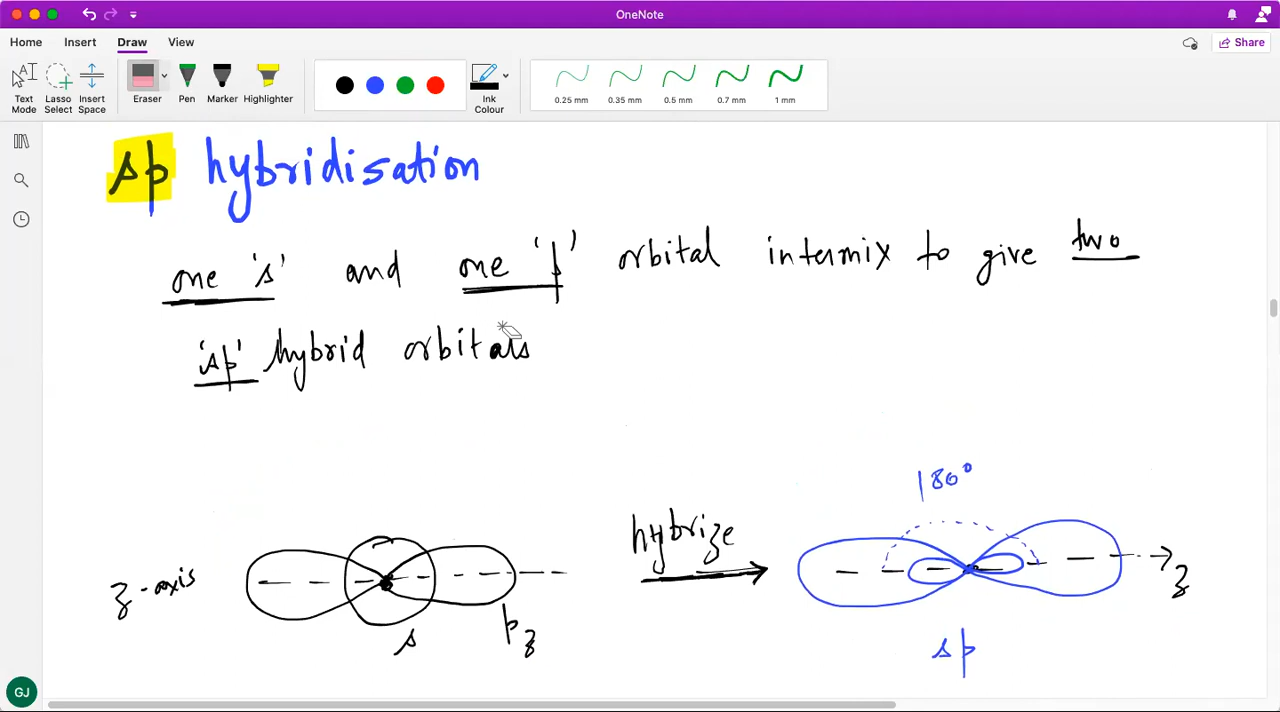 OneNote
Home Insert Draw View
Share
Text Mode
Lasso Select
Insert Space
Eraser
Pen
Marker
Highlighter
Ink Colour
0.25 mm 0.35 mm 0.5 mm 0.7 mm 1 mm
sp hybridisation
one 's' and one 'p' orbital intermix to give two
'sp' hybrid orbitals
180°
hybrize
z-axis
z
s
pz
sp
GJ